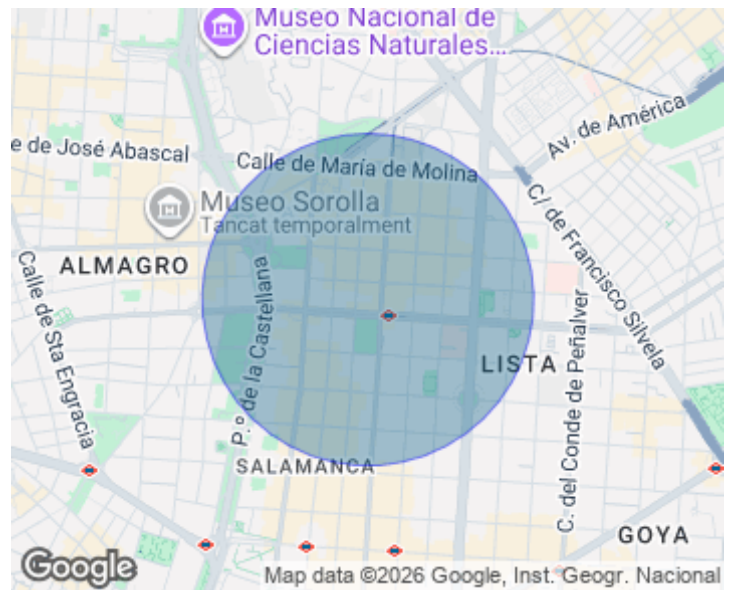 Museo Nacional de
Ciencias Naturales...
Av. de América
e de José Abascal
Calle de María de Molina
C/ de Francisco Silvela
Museo Sorolla
Tancat temporalment
ALMAGRO
Calle de Sta Engracia
P.º de la Castellana
C. del Conde de Peñalver
LISTA
SALAMANCA
GOYA
Google
Map data ©2026 Google, Inst. Geogr. Nacional